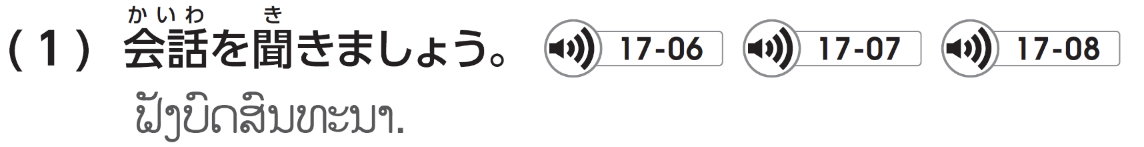 かいわ き
(1) 会話を聞きましょう。 17-06 17-07 17-08
ຟັງບົດສົນທະນາ.